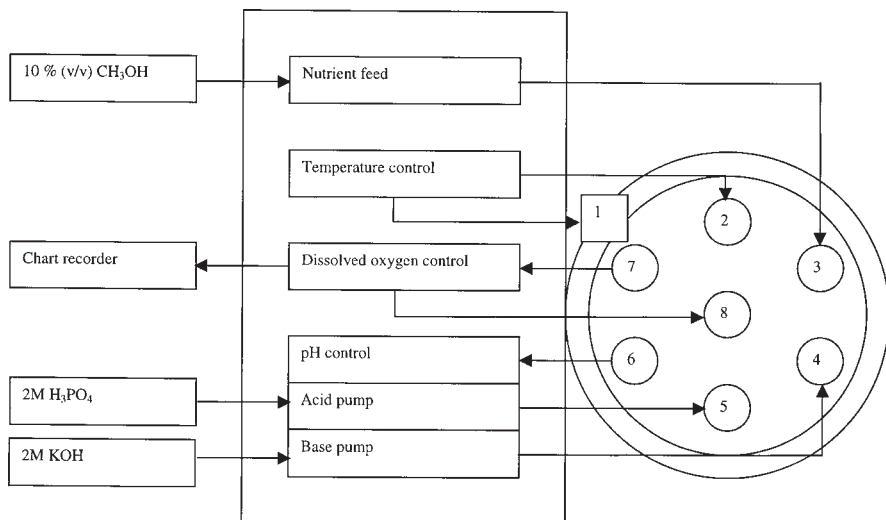 10 % (v/v) CH₃OH
Nutrient feed
Temperature control
1
2
Chart recorder
Dissolved oxygen control
7
3
8
pH control
6
4
2M H₃PO₄
Acid pump
5
2M KOH
Base pump